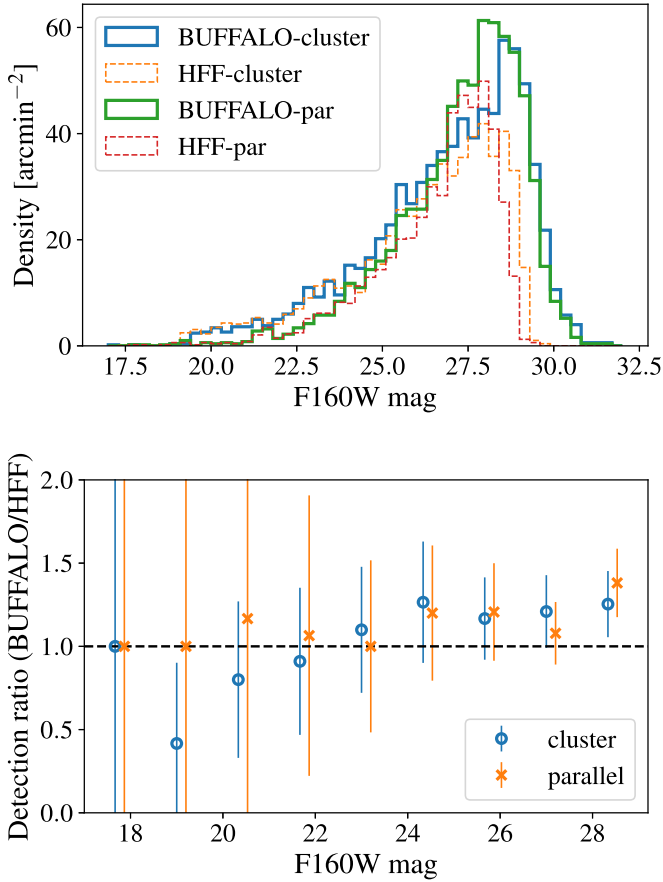 60
40
20
0
Density [arcmin⁻²]
BUFFALO-cluster
HFF-cluster
BUFFALO-par
HFF-par
17.5 20.0 22.5 25.0 27.5 30.0 32.5
F160W mag
2.0
1.5
1.0
0.5
0.0
Detection ratio (BUFFALO/HFF)
cluster
parallel
18 20 22 24 26 28
F160W mag